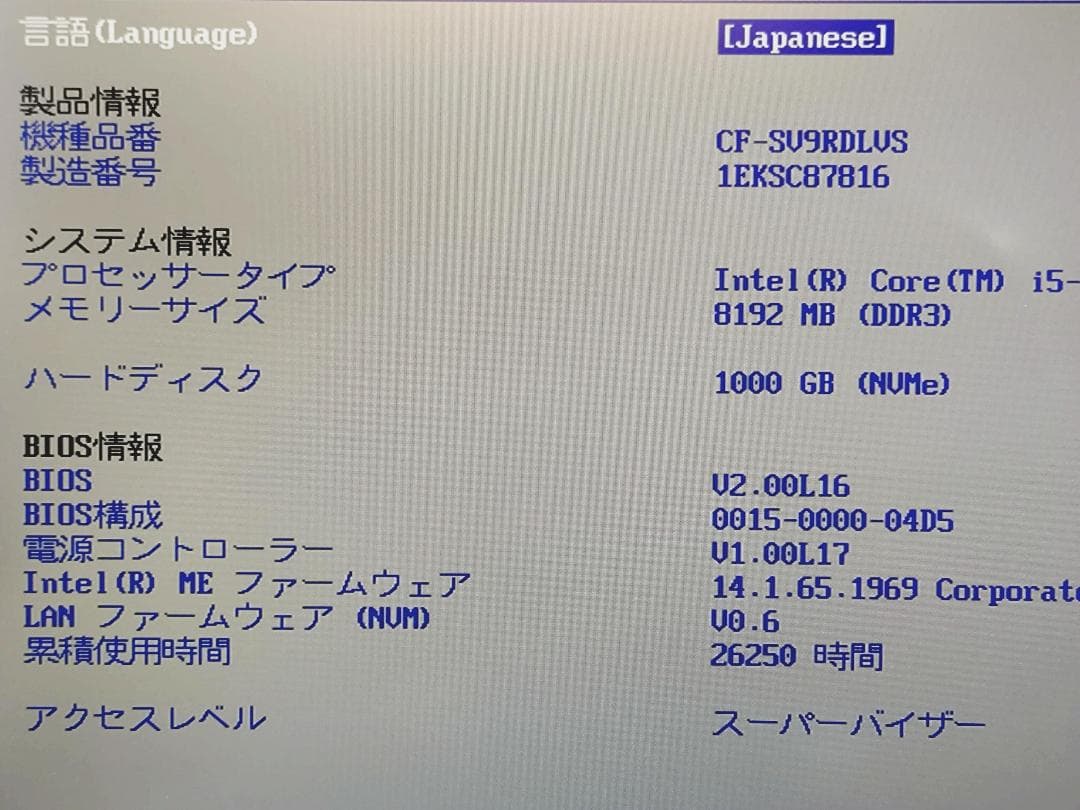 言語(Language) [Japanese]
製品情報
機種品番 CF-SV9RDLVS
製造番号 1EKSC87816
システム情報
プロセッサータイプ Intel(R) Core(TM) i5-
メモリーサイズ 8192 MB (DDR3)
ハードディスク 1000 GB (NVMe)
BIOS情報
BIOS V2.00L16
BIOS構成 0015-0000-04D5
電源コントローラー V1.00L17
Intel(R) ME ファームウェア 14.1.65.1969 Corporate
LAN ファームウェア (NVM) V0.6
累積使用時間 26250 時間
アクセスレベル スーパーバイザー